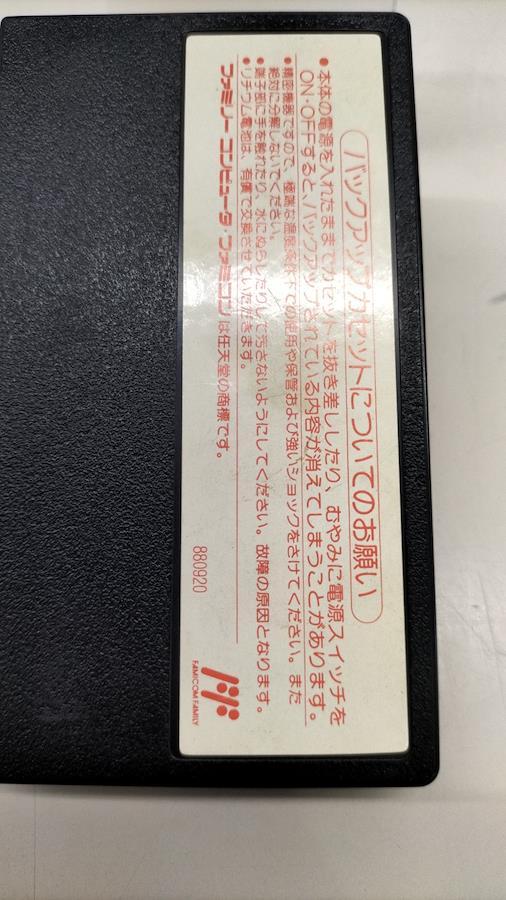 バックアップカセットについてのお願い
●本体の電源を入れたままでカセットを抜き差ししたり、むやみに電源スイッチを
ON・OFFすると、バックアップされている内容が消えてしまうことがあります。
●精密機器ですので、極端な温度条件下での使用や保管および強いショックをさけてください。また
絶対に分解しないでください。
●端子部に手を触れたり、水にぬらしたりして汚さないようにしてください。故障の原因となります。
●リチウム電池は、有償で交換させていただきます。
ファミリーコンピュータ・ファミコンは任天堂の商標です。
880920
FAMICOM FAMILY